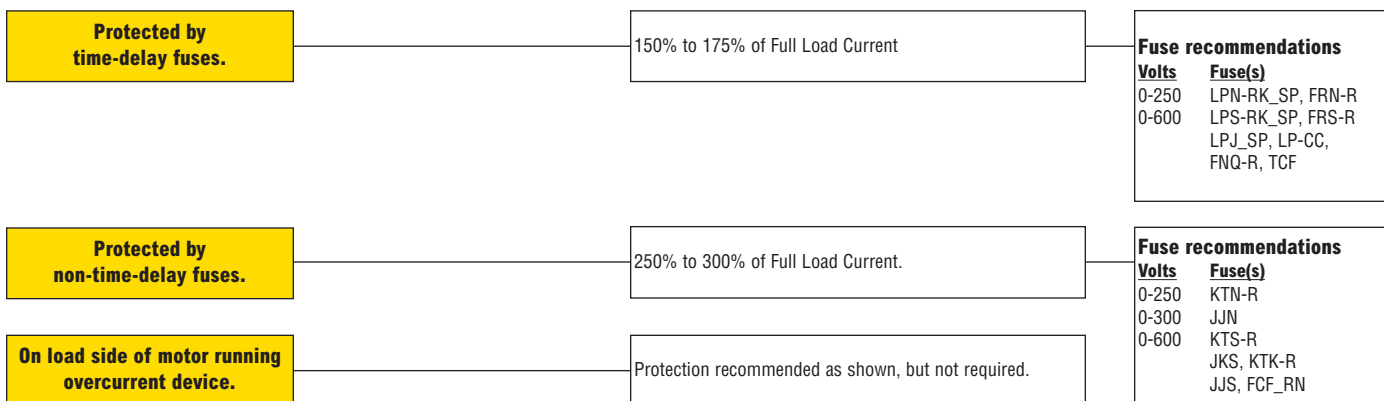 Protected by
time-delay fuses.
150% to 175% of Full Load Current
Fuse recommendations
Volts Fuse(s)
0-250 LPN-RK_SP, FRN-R
0-600 LPS-RK_SP, FRS-R
LPJ_SP, LP-CC,
FNQ-R, TCF
Protected by
non-time-delay fuses.
250% to 300% of Full Load Current.
Fuse recommendations
Volts Fuse(s)
0-250 KTN-R
0-300 JJN
0-600 KTS-R
JKS, KTK-R
JJS, FCF_RN
On load side of motor running
overcurrent device.
Protection recommended as shown, but not required.